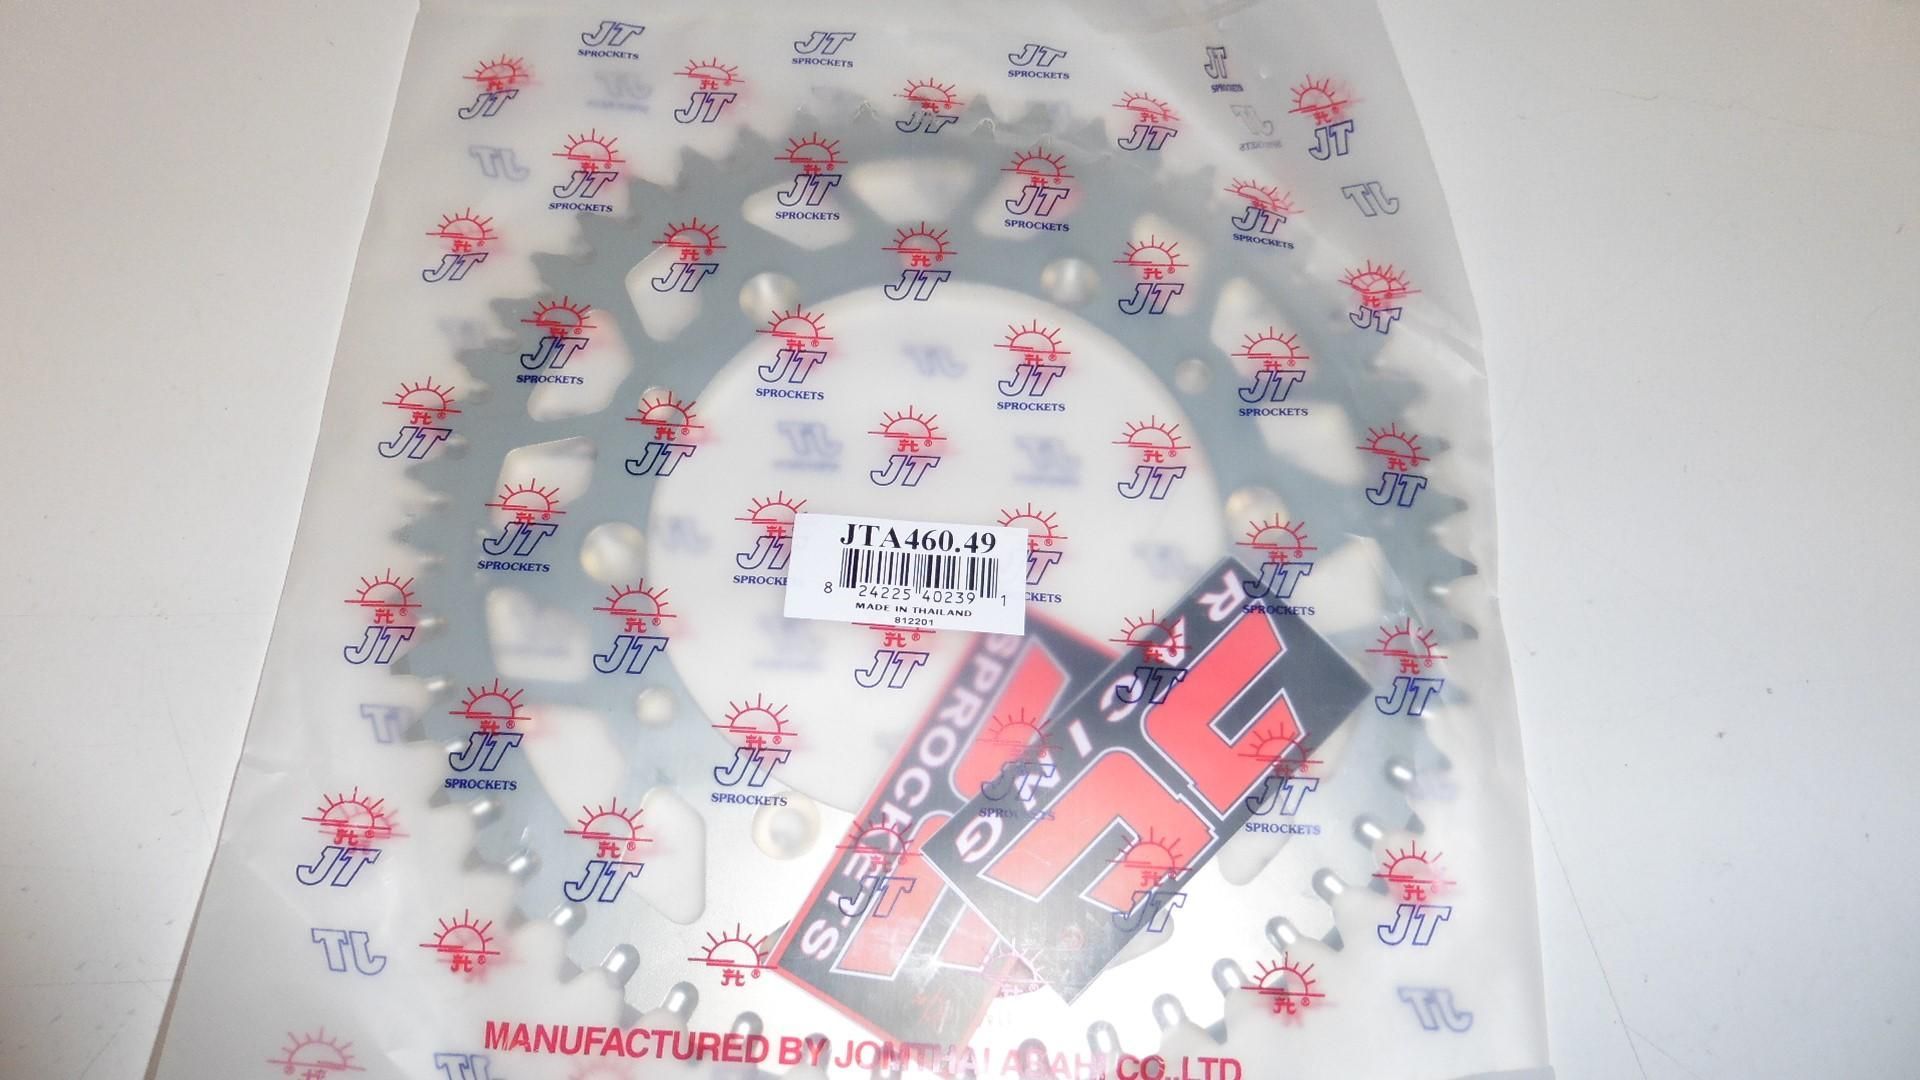 JT
SPROCKETS
JTA460.49
8 24225 40239 1
MADE IN THAILAND
812201
SPROCKETS
RACING
MANUFACTURED BY JOMTHAI ASAHI CO.,LTD.